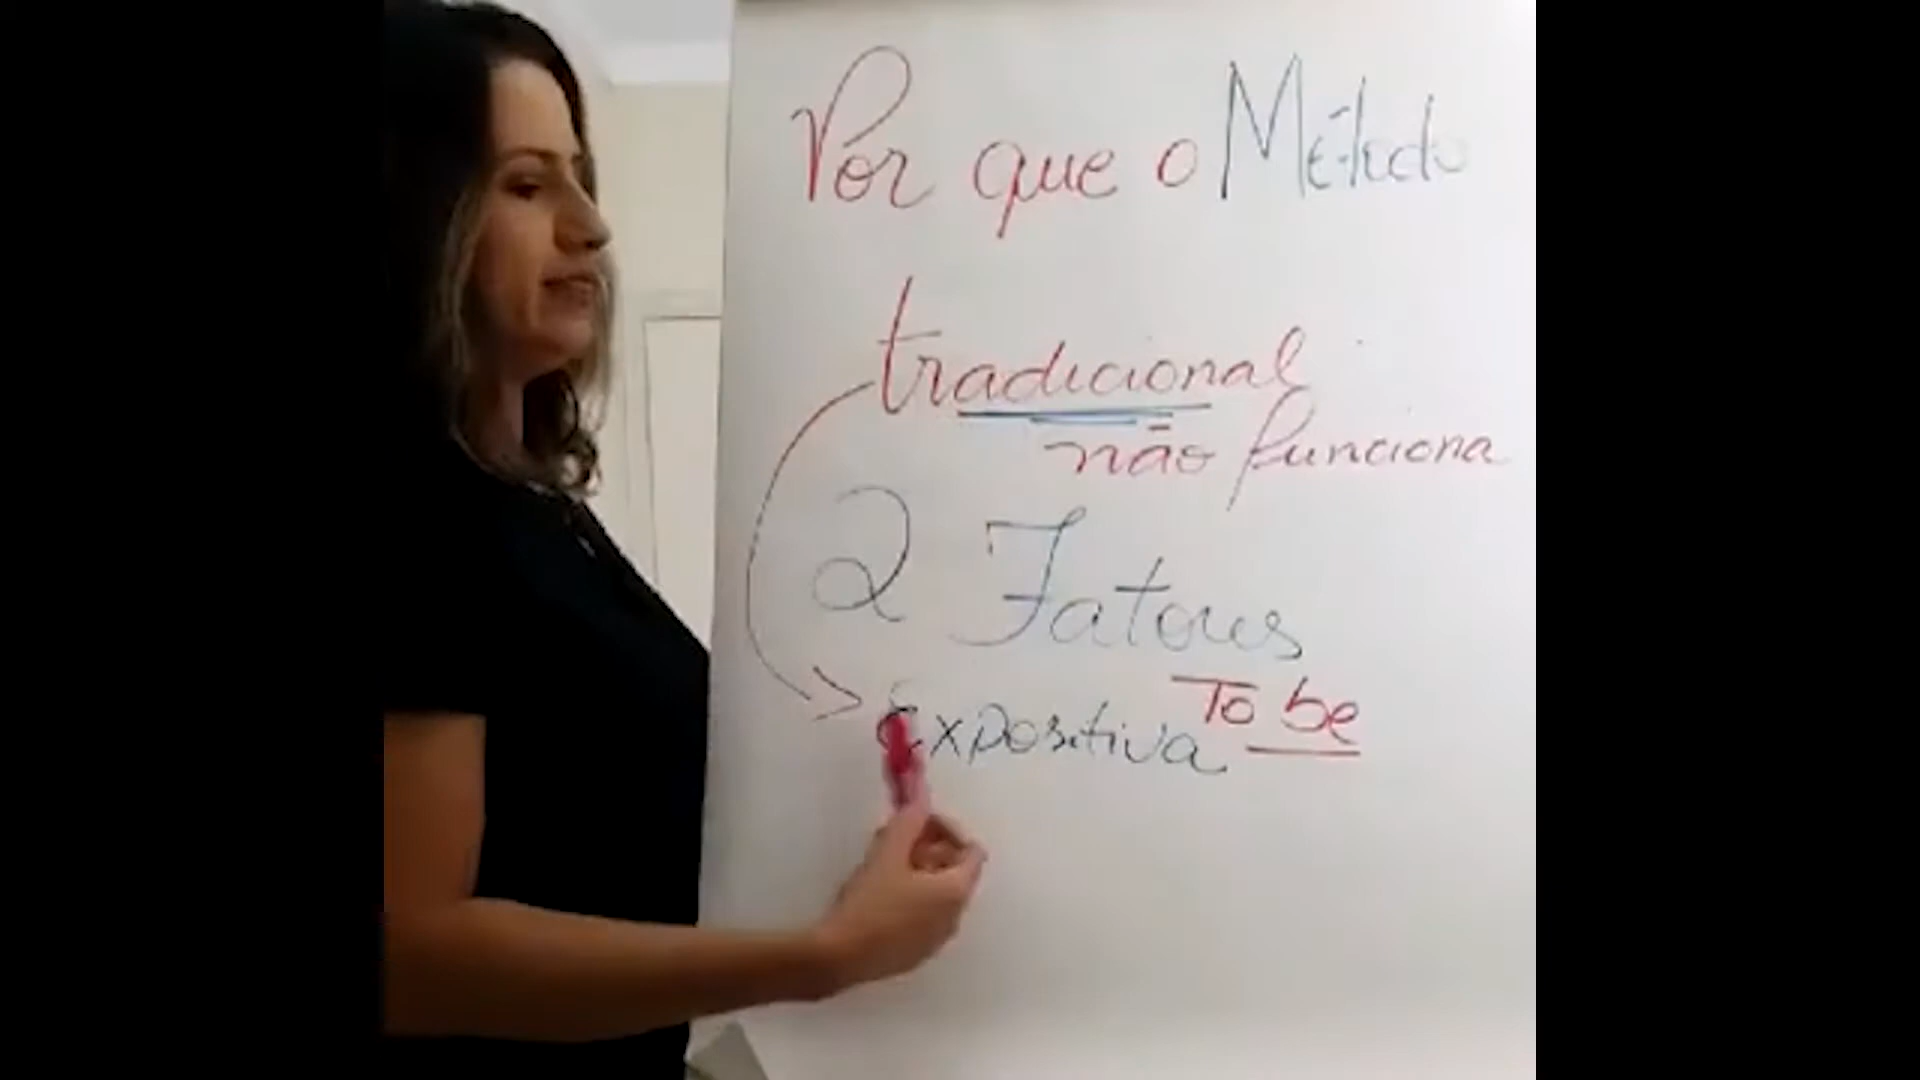 Por que o Método
tradicional
não funciona
2 Fatores
Expositiva To be